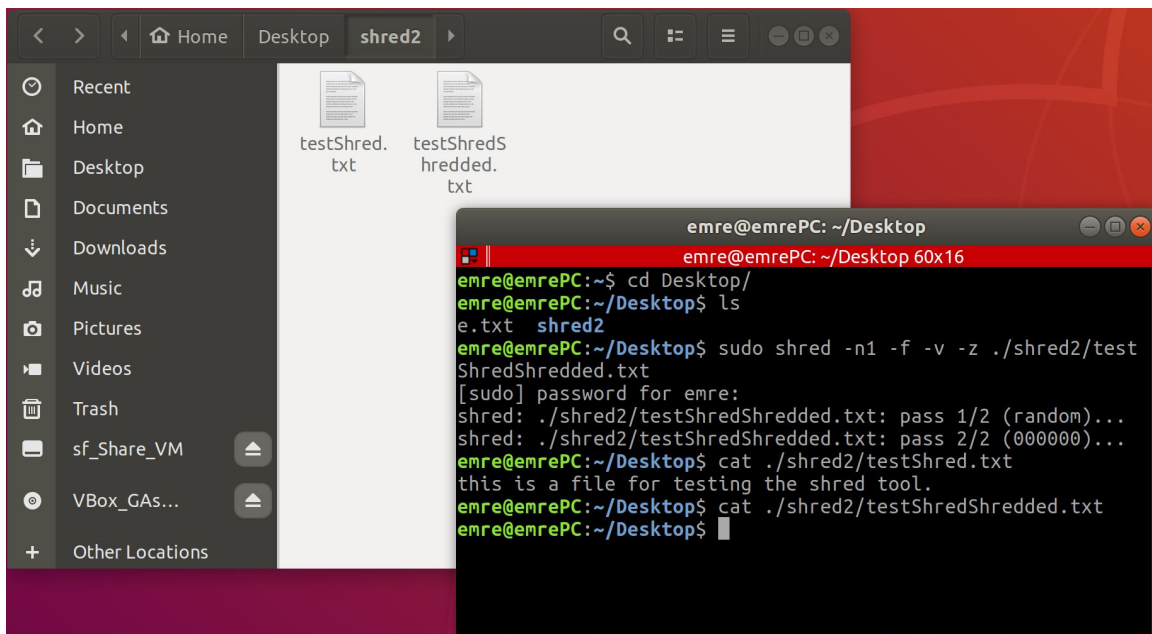 Home Desktop shred2
Recent
Home
Desktop
Documents
Downloads
Music
Pictures
Videos
Trash
sf_Share_VM
VBox_GAs...
Other Locations
testShred.
txt
testShredS
hredded.
txt
emre@emrePC: ~/Desktop
emre@emrePC: ~/Desktop 60x16
emre@emrePC:~$ cd Desktop/
emre@emrePC:~/Desktop$ ls
e.txt  shred2
emre@emrePC:~/Desktop$ sudo shred -n1 -f -v -z ./shred2/test
ShredShredded.txt
[sudo] password for emre:
shred: ./shred2/testShredShredded.txt: pass 1/2 (random)...
shred: ./shred2/testShredShredded.txt: pass 2/2 (000000)...
emre@emrePC:~/Desktop$ cat ./shred2/testShred.txt
this is a file for testing the shred tool.
emre@emrePC:~/Desktop$ cat ./shred2/testShredShredded.txt
emre@emrePC:~/Desktop$